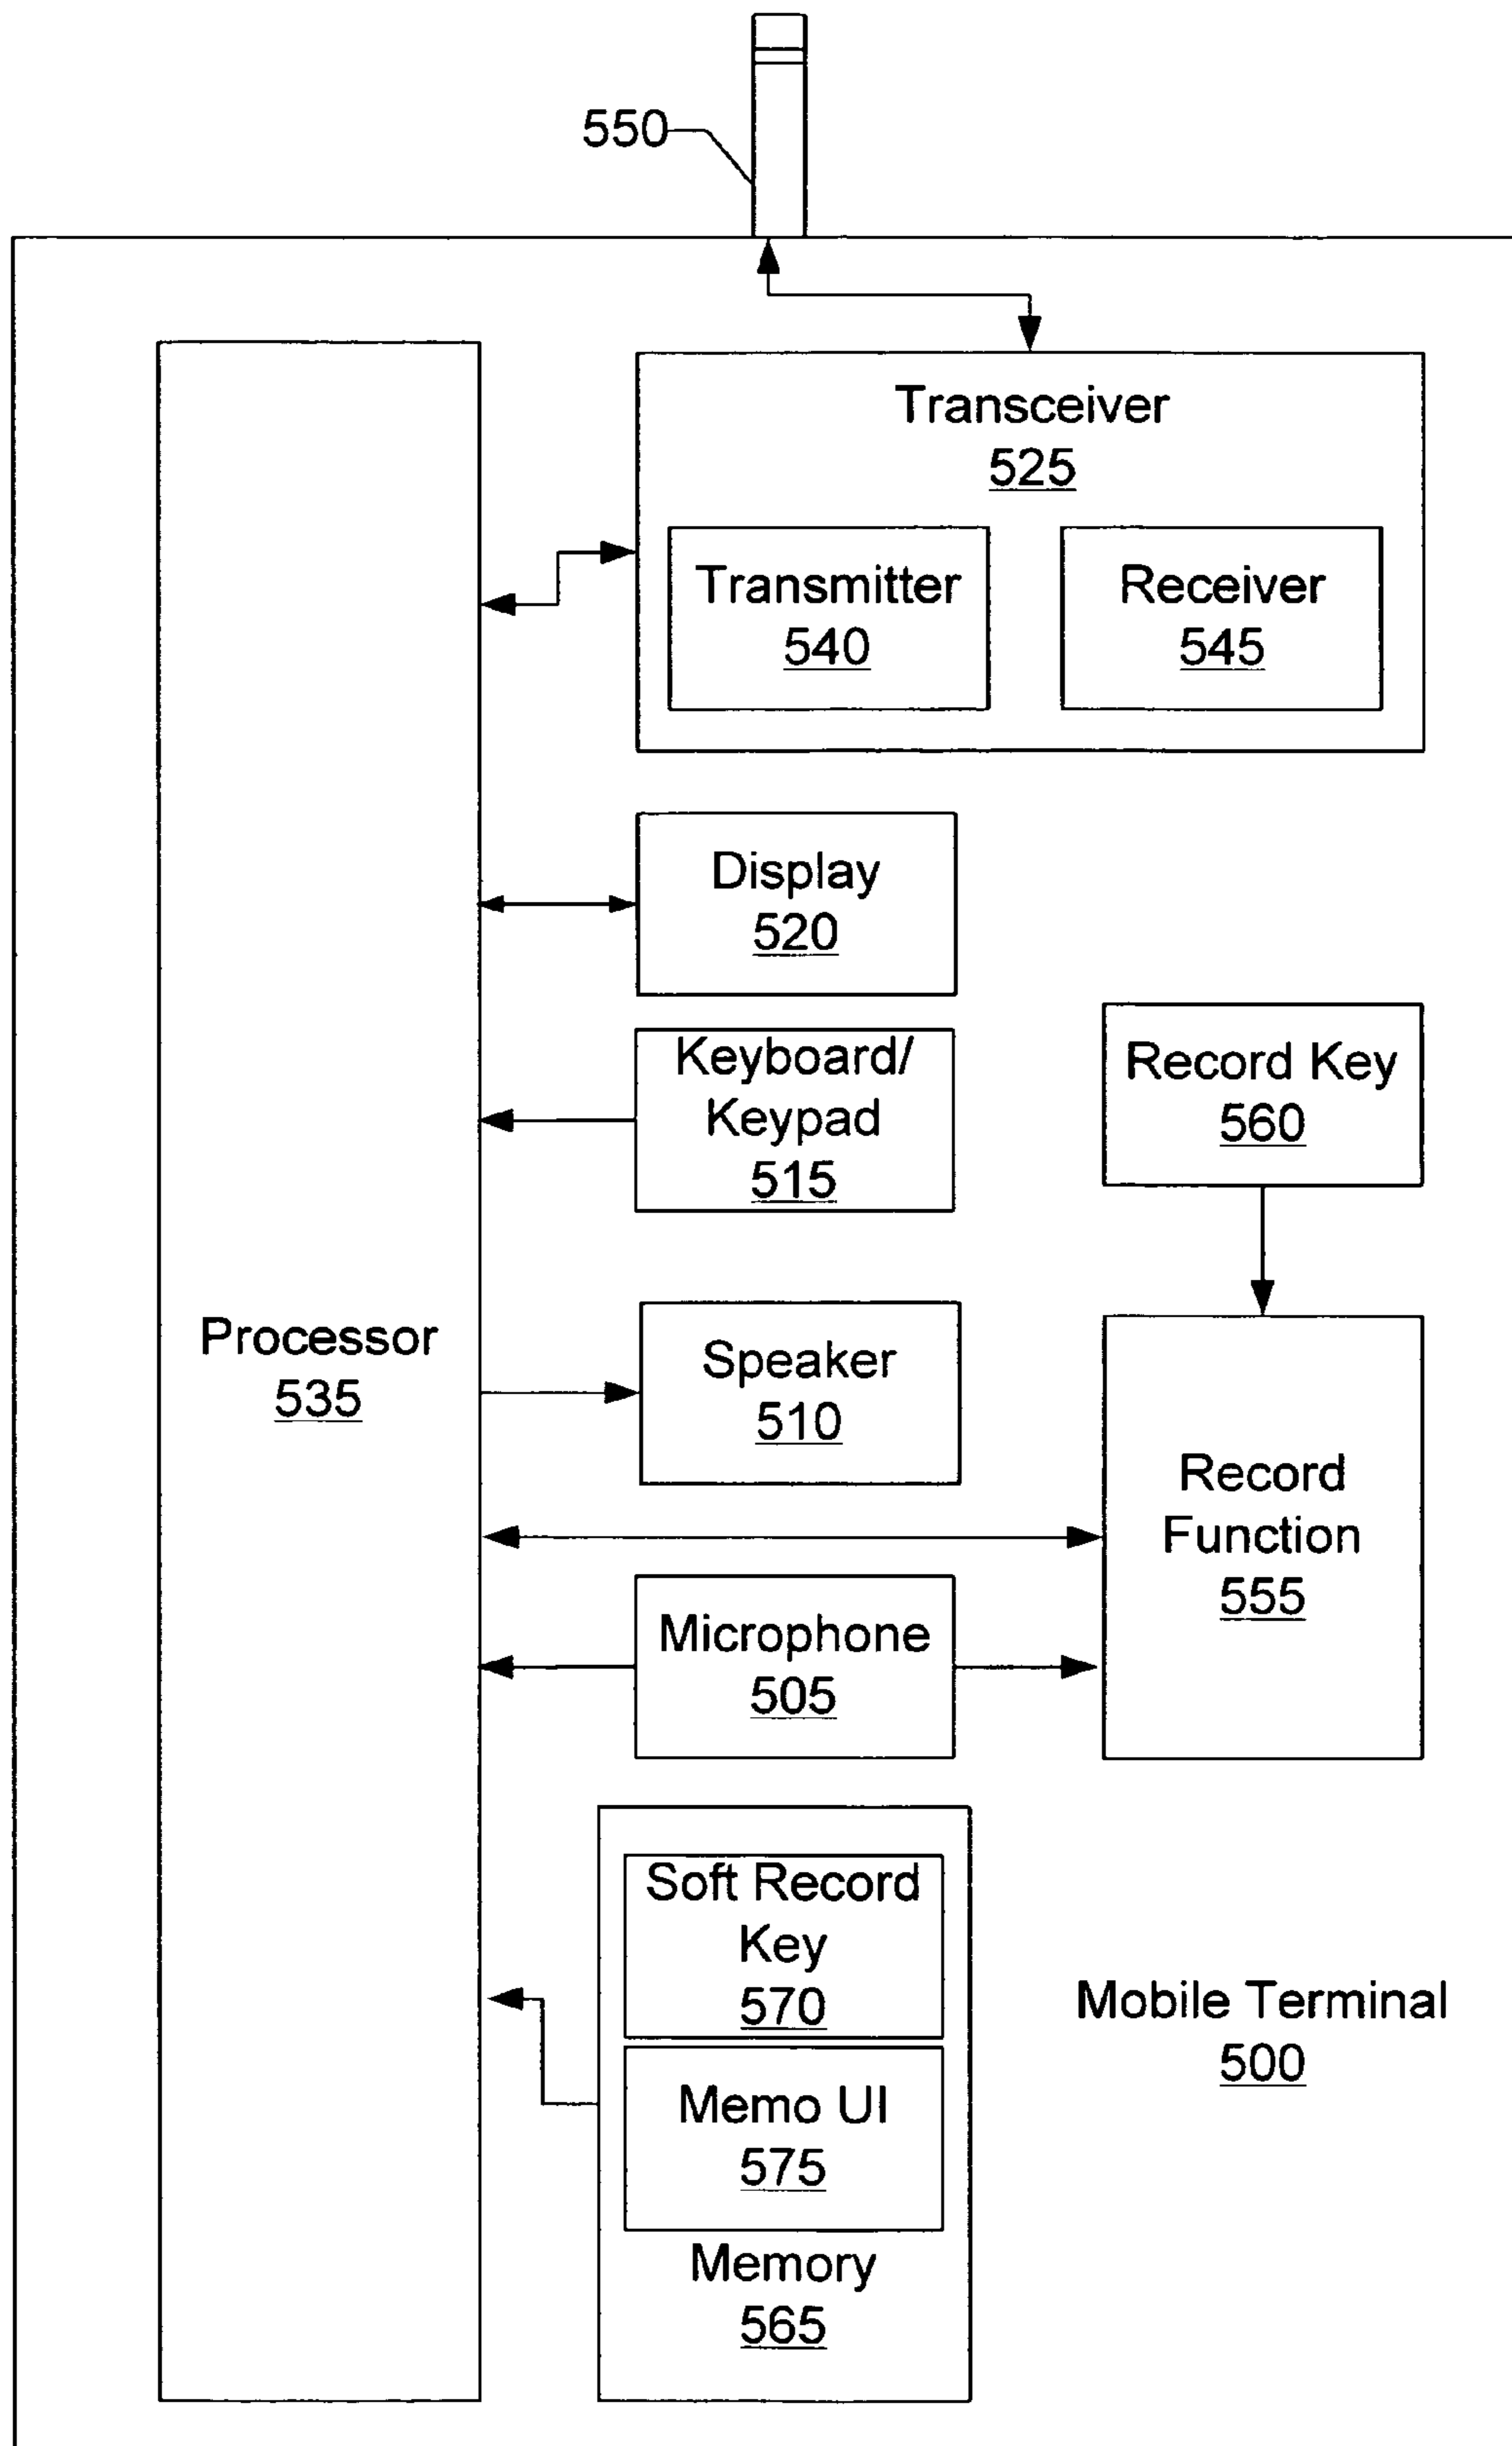 550
Transceiver
525
Transmitter
540
Receiver
545
Display
520
Keyboard/
Keypad
515
Record Key
560
Processor
535
Speaker
510
Record
Function
555
Microphone
505
Soft Record
Key
570
Memo UI
575
Memory
565
Mobile Terminal
500